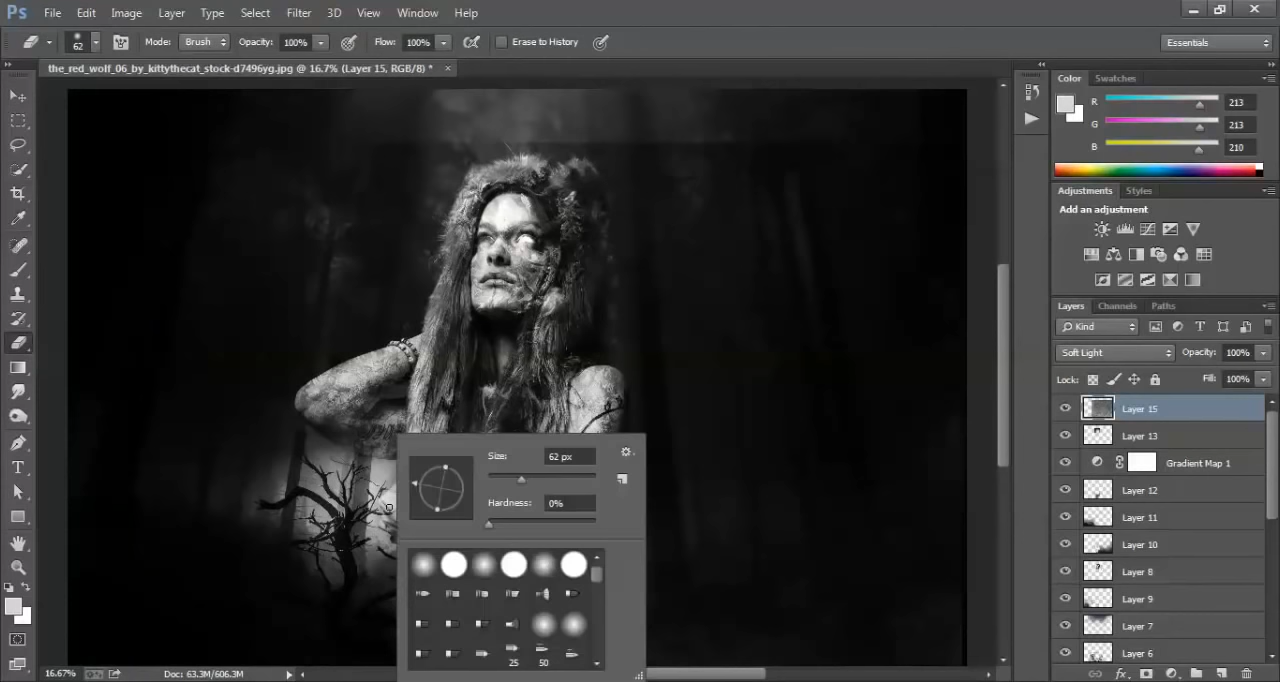 Ps File Edit Image Layer Type Select Filter 3D View Window Help
62 Mode: Brush Opacity: 100% Flow: 100% Erase to History Essentials
the_red_wolf_06_by_kittythecat_stock-d7496yg.jpg @ 16.7% (Layer 15, RGB/8) * ×
Color Swatches
R 213
G 213
B 210
Adjustments Styles
Add an adjustment
Layers Channels Paths
Kind
Soft Light Opacity: 100%
Lock: Fill: 100%
Layer 15
Layer 13
Gradient Map 1
Layer 12
Layer 11
Layer 10
Layer 8
Layer 9
Layer 7
Layer 6
Size: 62 px
Hardness: 0%
25 50
16.67% Doc: 63.3M/606.3M